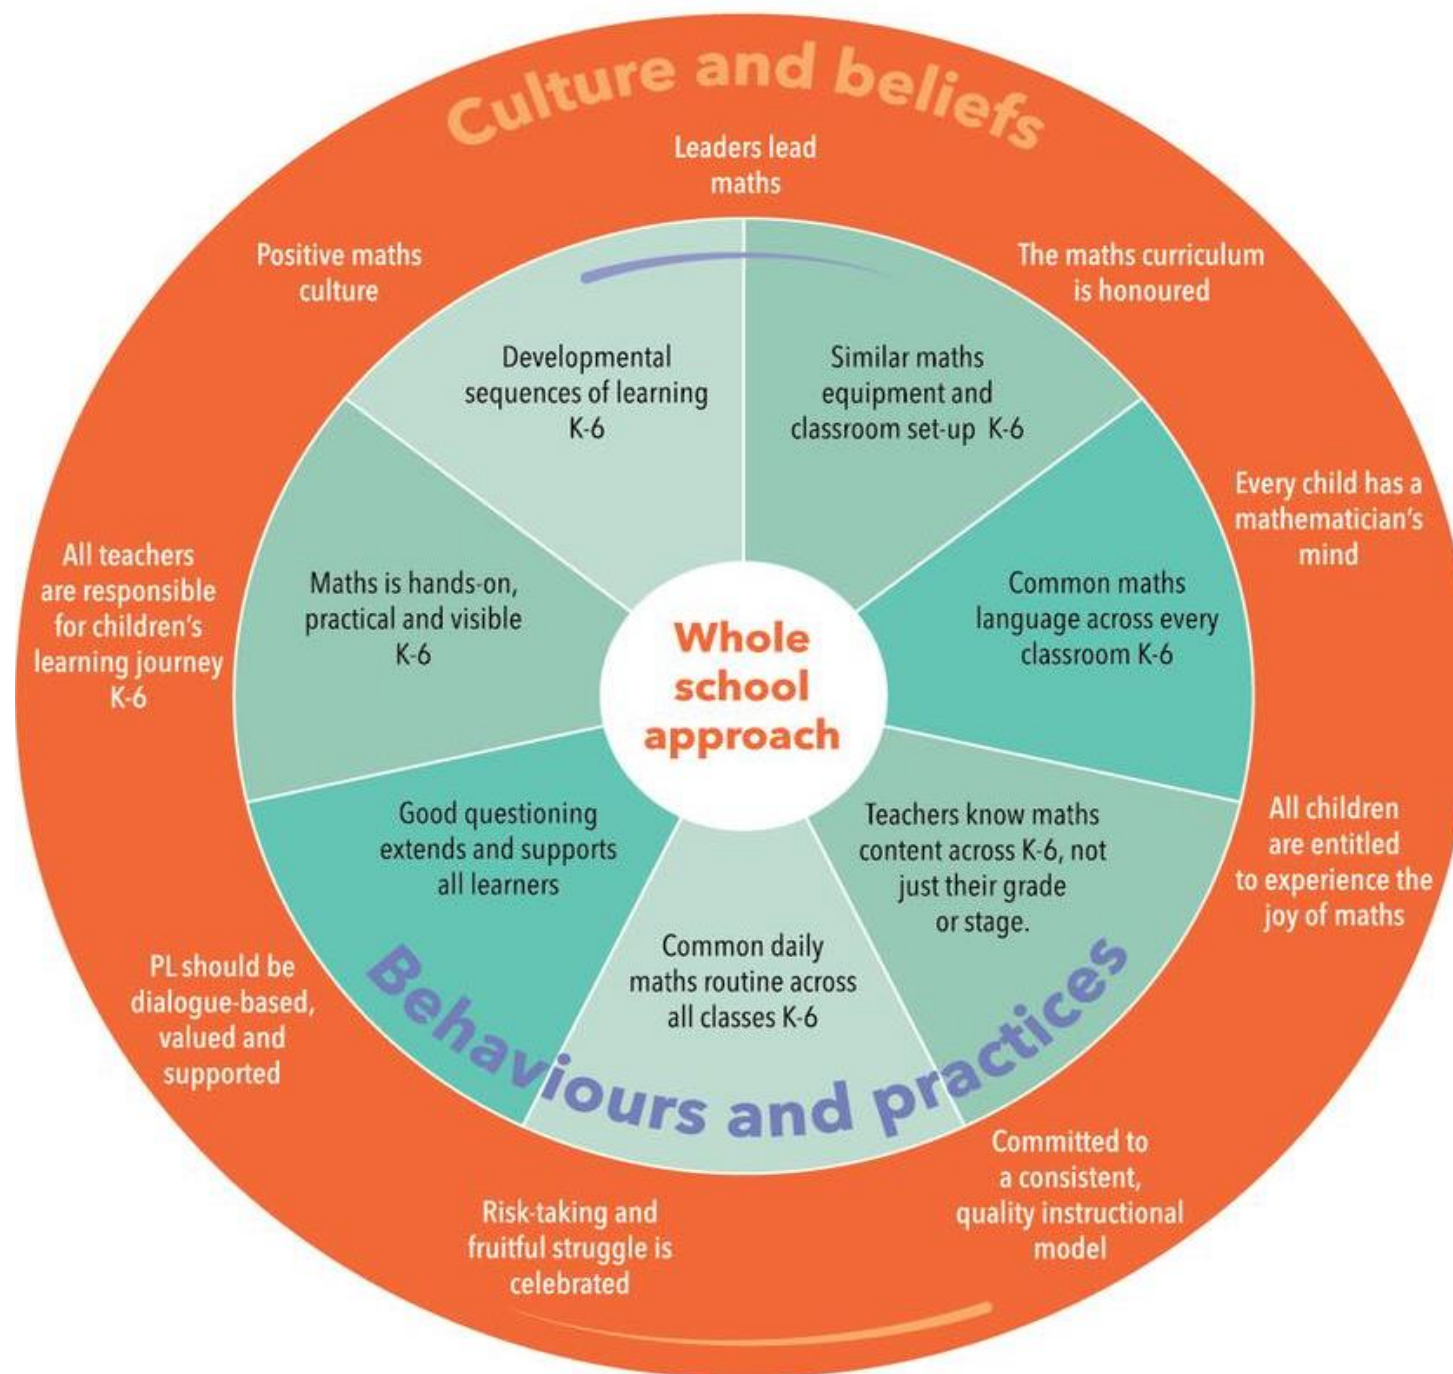 Culture and beliefs
Leaders lead
maths
The maths curriculum
is honoured
Every child has a
mathematician's
mind
All children
are entitled
to experience the
joy of maths
Committed to
a consistent,
quality instructional
model
Risk-taking and
fruitful struggle is
celebrated
PL should be
dialogue-based,
valued and
supported
All teachers
are responsible
for children's
learning journey
K-6
Positive maths
culture
Developmental
sequences of learning
K-6
Similar maths
equipment and
classroom set-up K-6
Common maths
language across every
classroom K-6
Teachers know maths
content across K-6, not
just their grade
or stage.
Common daily
maths routine across
all classes K-6
Good questioning
extends and supports
all learners
Maths is hands-on,
practical and visible
K-6
Whole
school
approach
Behaviours and practices